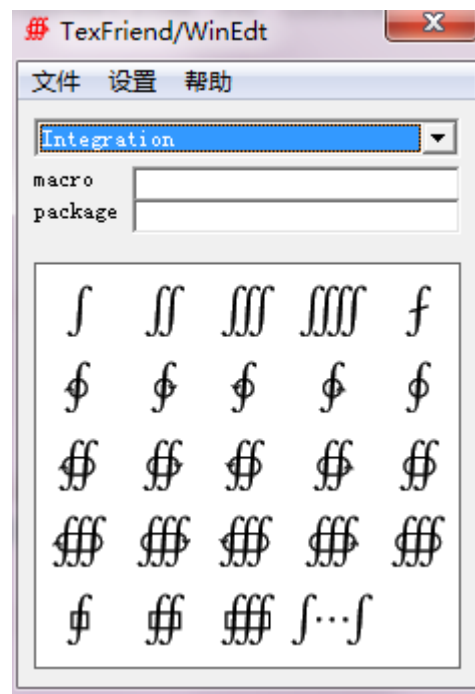 TexFriend/WinEdt
文件 设置 帮助
Integration
macro
package
∫ ∬ ∭ ⨌ ⨍
∫⋯∫